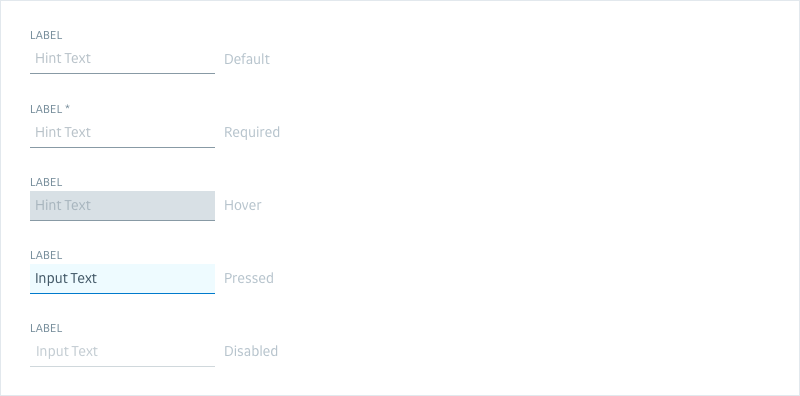 LABEL
Hint Text Default
LABEL *
Hint Text Required
LABEL
Hint Text Hover
LABEL
Input Text Pressed
LABEL
Input Text Disabled